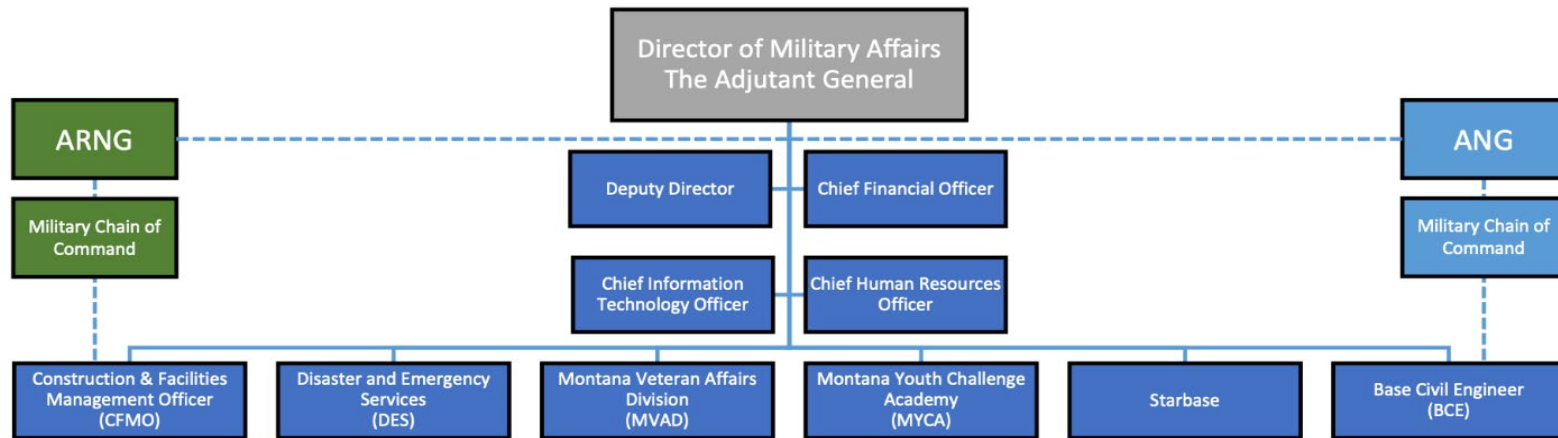 Director of Military Affairs
The Adjutant General
ARNG
ANG
Deputy Director
Chief Financial Officer
Military Chain of
Command
Military Chain of
Command
Chief Information
Technology Officer
Chief Human Resources
Officer
Construction & Facilities
Management Officer
(CFMO)
Disaster and Emergency
Services
(DES)
Montana Veteran Affairs
Division
(MVAD)
Montana Youth Challenge
Academy
(MYCA)
Starbase
Base Civil Engineer
(BCE)